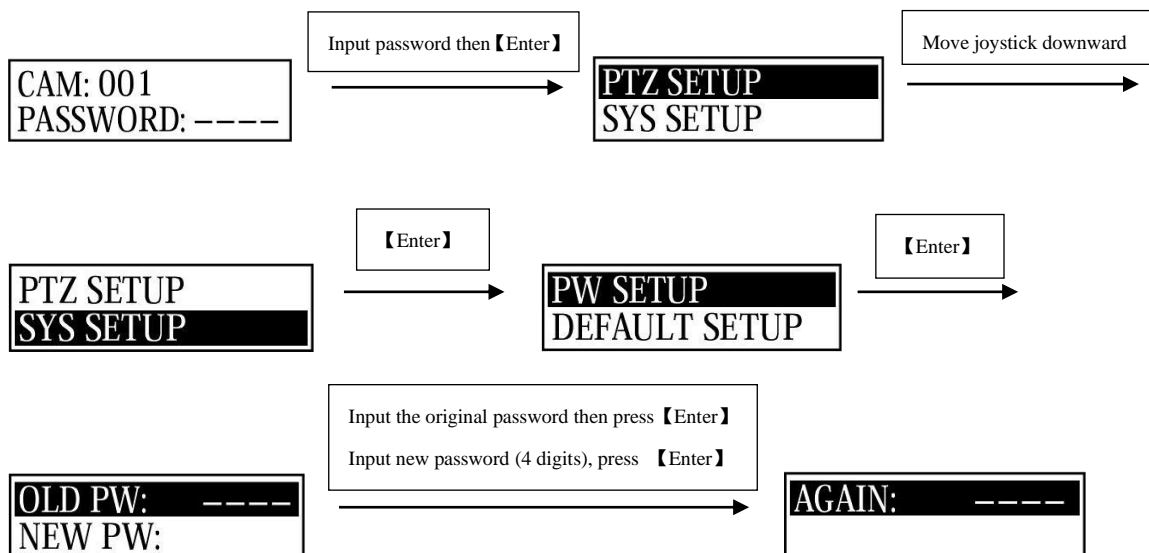 Input password then【Enter】
Move joystick downward
CAM: 001
PASSWORD: ----
PTZ SETUP
SYS SETUP
【Enter】
【Enter】
PTZ SETUP
SYS SETUP
PW SETUP
DEFAULT SETUP
Input the original password then press【Enter】
Input new password (4 digits), press 【Enter】
OLD PW: ----
NEW PW:
AGAIN: ----